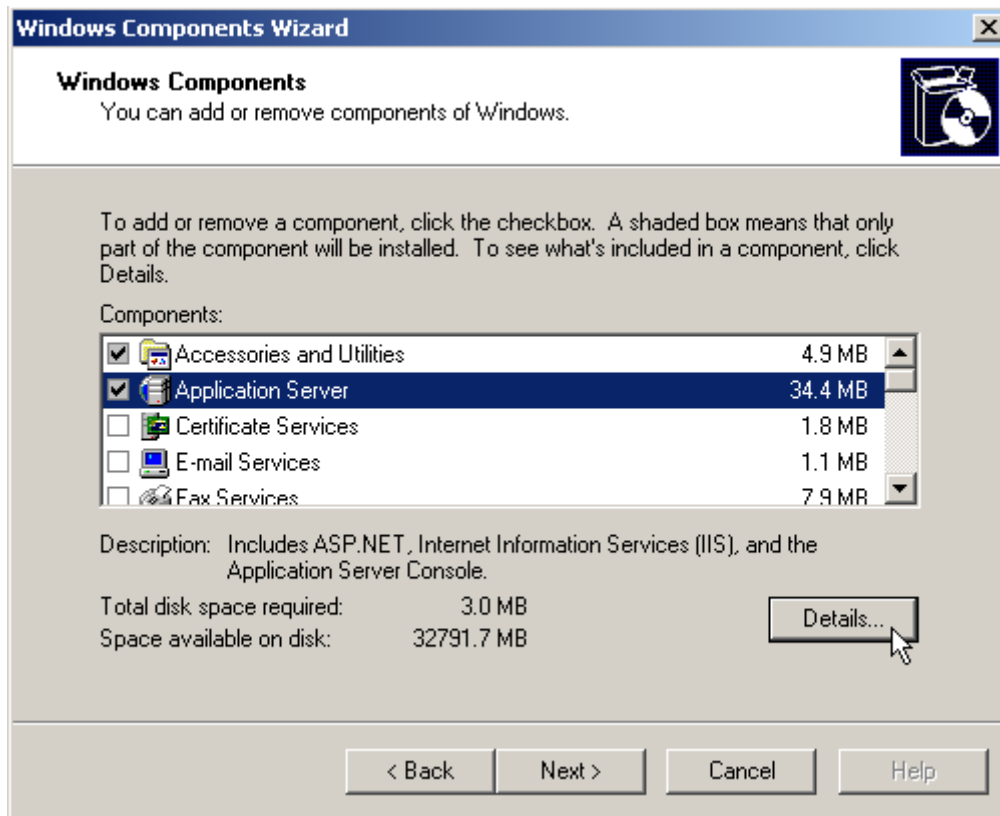 Windows Components Wizard
Windows Components
You can add or remove components of Windows.
To add or remove a component, click the checkbox.  A shaded box means that only
part of the component will be installed.  To see what's included in a component, click
Details.
Components:
Accessories and Utilities 4.9 MB
Application Server 34.4 MB
Certificate Services 1.8 MB
E-mail Services 1.1 MB
Fax Services 7.9 MB
Description: Includes ASP.NET, Internet Information Services (IIS), and the
Application Server Console.
Total disk space required: 3.0 MB
Space available on disk: 32791.7 MB
Details...
< Back Next > Cancel Help